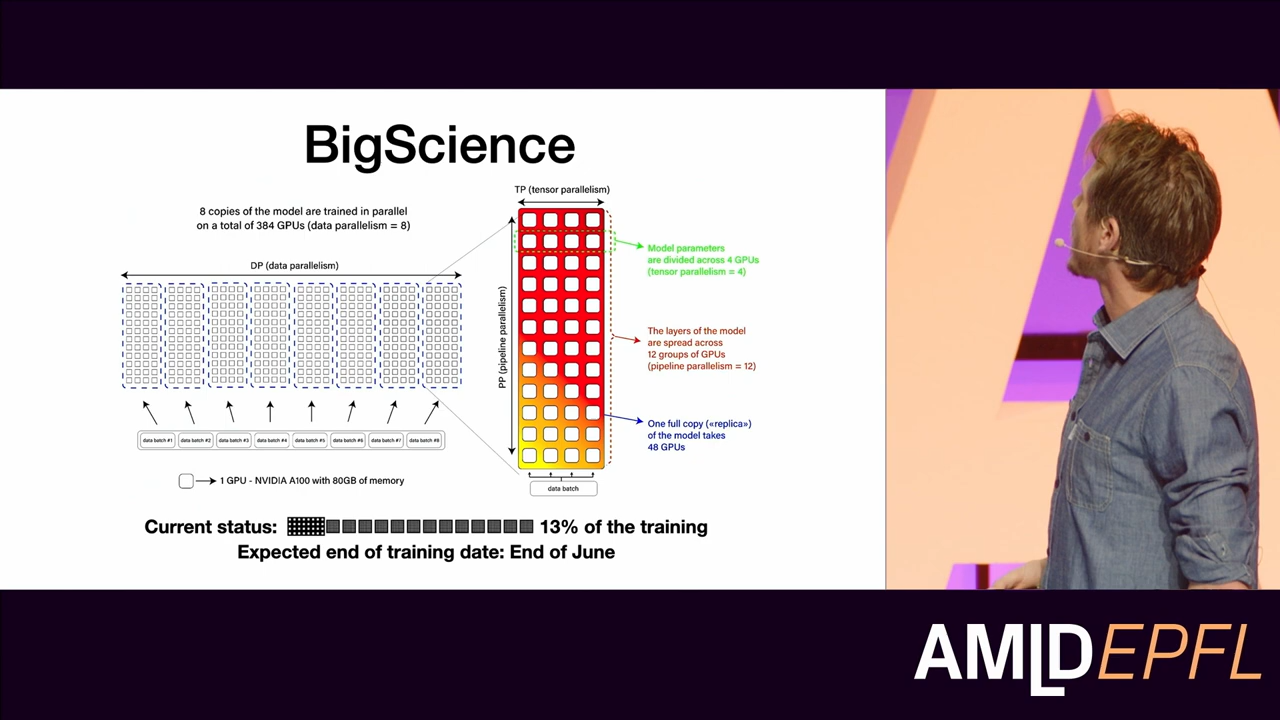 BigScience
8 copies of the model are trained in parallel
on a total of 384 GPUs (data parallelism = 8)
DP (data parallelism)
data batch #1
data batch #2
data batch #3
data batch #4
data batch #5
data batch #6
data batch #7
data batch #8
1 GPU - NVIDIA A100 with 80GB of memory
TP (tensor parallelism)
PP (pipeline parallelism)
data batch
Model parameters
are divided across 4 GPUs
(tensor parallelism = 4)
The layers of the model
are spread across
12 groups of GPUs
(pipeline parallelism = 12)
One full copy («replica»)
of the model takes
48 GPUs
Current status: 13% of the training
Expected end of training date: End of June
AMLDEPFL